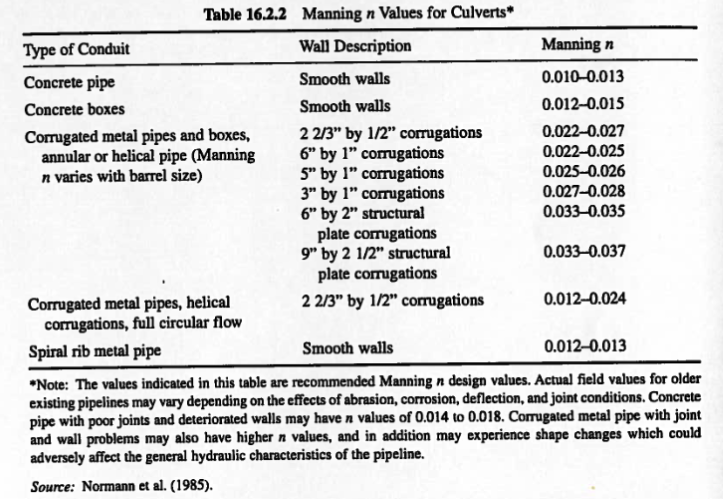 Table 16.2.2 Manning n Values for Culverts*
Type of Conduit Wall Description Manning n
Concrete pipe Smooth walls 0.010–0.013
Concrete boxes Smooth walls 0.012–0.015
Corrugated metal pipes and boxes, 2 2/3” by 1/2” corrugations 0.022–0.027
annular or helical pipe (Manning 6” by 1” corrugations 0.022–0.025
n varies with barrel size) 5” by 1” corrugations 0.025–0.026
3” by 1” corrugations 0.027–0.028
6” by 2” structural 0.033–0.035
plate corrugations
9” by 2 1/2” structural 0.033–0.037
plate corrugations
Corrugated metal pipes, helical 2 2/3” by 1/2” corrugations 0.012–0.024
corrugations, full circular flow
Spiral rib metal pipe Smooth walls 0.012–0.013
*Note: The values indicated in this table are recommended Manning n design values. Actual field values for older
existing pipelines may vary depending on the effects of abrasion, corrosion, deflection, and joint conditions. Concrete
pipe with poor joints and deteriorated walls may have n values of 0.014 to 0.018. Corrugated metal pipe with joint
and wall problems may also have higher n values, and in addition may experience shape changes which could
adversely affect the general hydraulic characteristics of the pipeline.
Source: Normann et al. (1985).